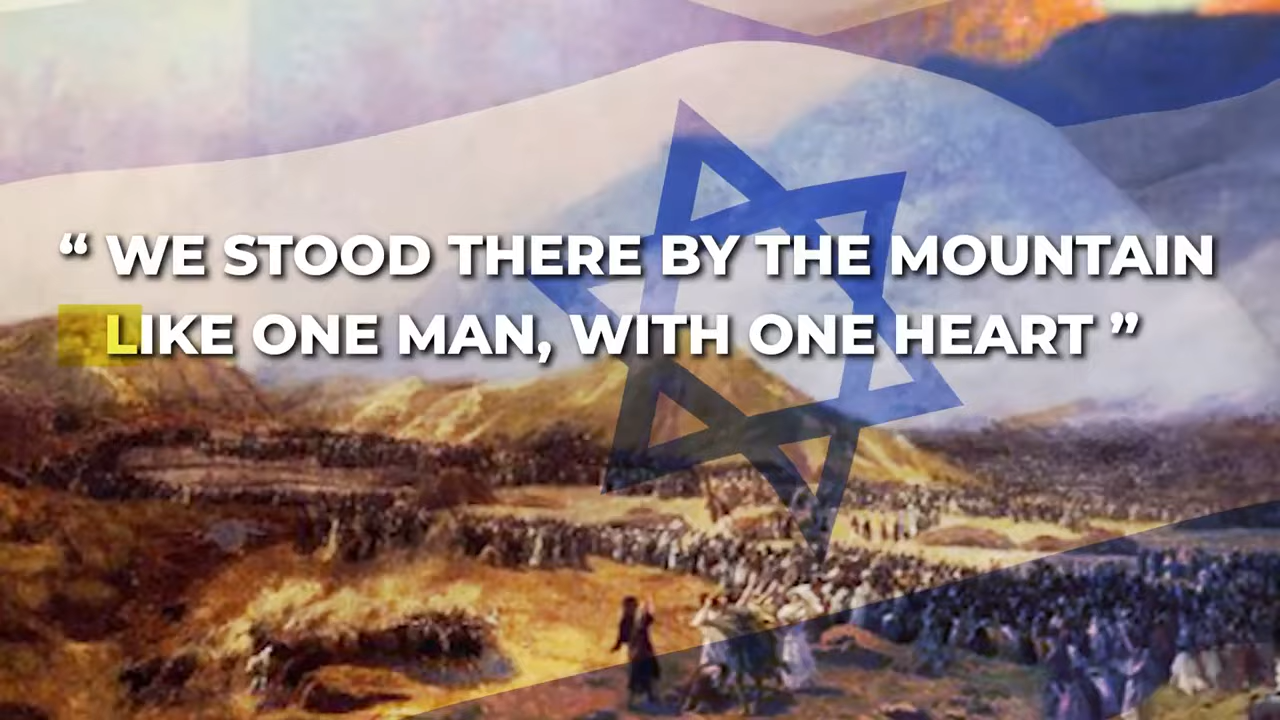 “ WE STOOD THERE BY THE MOUNTAIN
LIKE ONE MAN, WITH ONE HEART ”